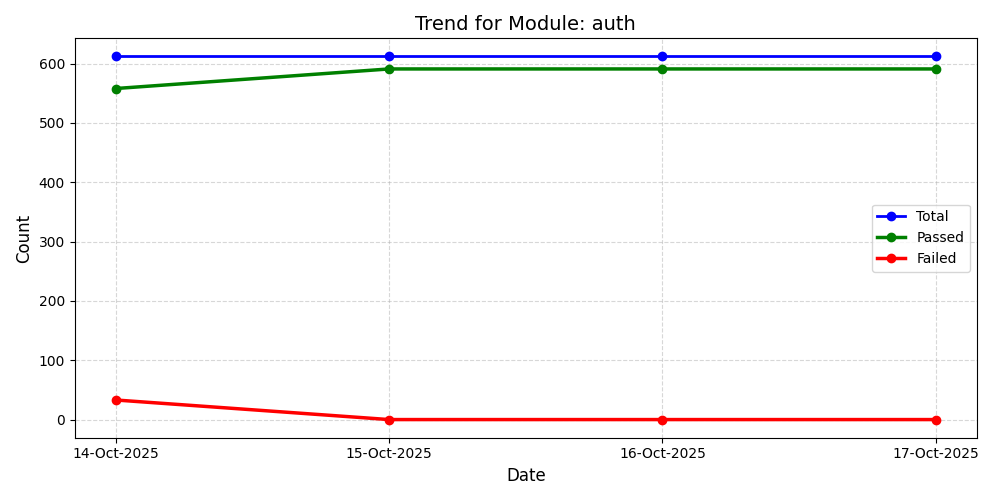 Trend for Module: auth
600
500
400
300
200
100
0
Count
Total
Passed
Failed
14-Oct-2025 15-Oct-2025 16-Oct-2025 17-Oct-2025
Date